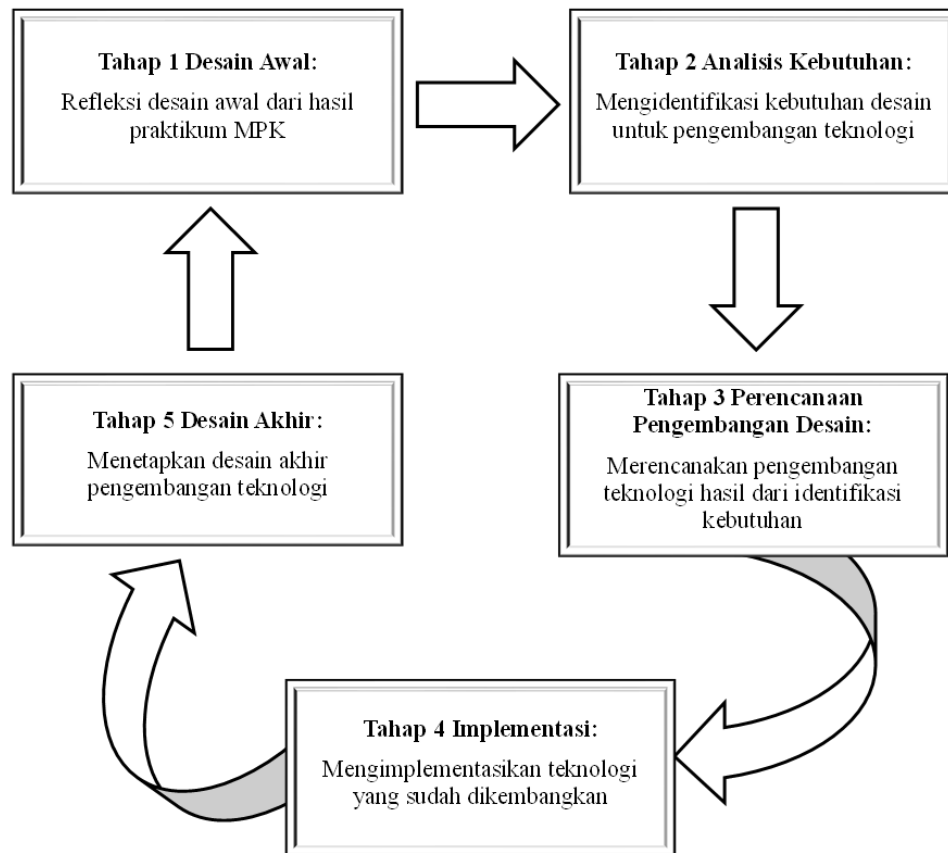 Tahap 1 Desain Awal:
Refleksi desain awal dari hasil
praktikum MPK
Tahap 2 Analisis Kebutuhan:
Mengidentifikasi kebutuhan desain
untuk pengembangan teknologi
Tahap 3 Perencanaan
Pengembangan Desain:
Merencanakan pengembangan
teknologi hasil dari identifikasi
kebutuhan
Tahap 4 Implementasi:
Mengimplementasikan teknologi
yang sudah dikembangkan
Tahap 5 Desain Akhir:
Menetapkan desain akhir
pengembangan teknologi